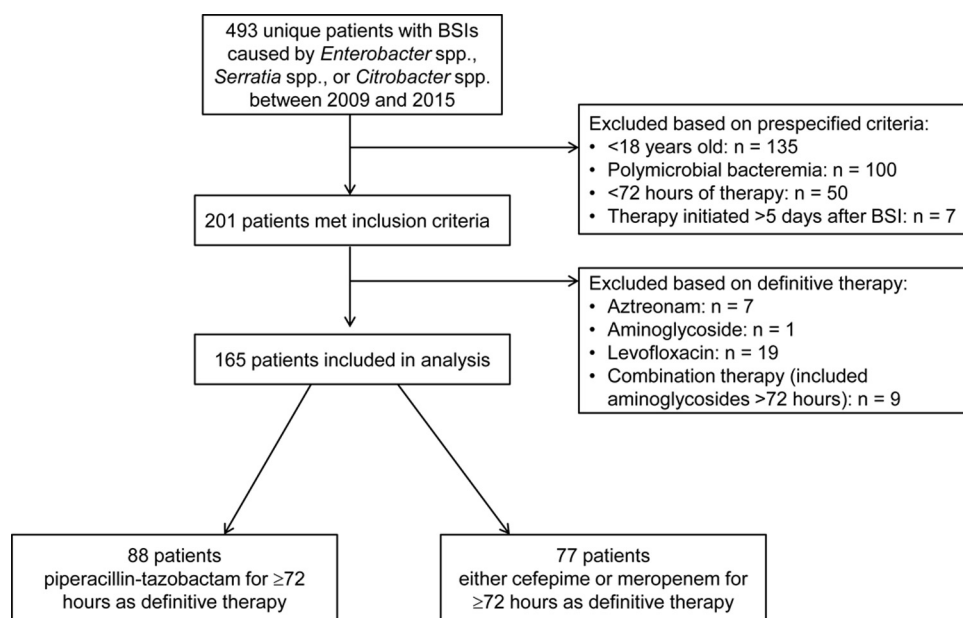 493 unique patients with BSIs
caused by Enterobacter spp.,
Serratia spp., or Citrobacter spp.
between 2009 and 2015
Excluded based on prespecified criteria:
• <18 years old: n = 135
• Polymicrobial bacteremia: n = 100
• <72 hours of therapy: n = 50
• Therapy initiated >5 days after BSI: n = 7
201 patients met inclusion criteria
Excluded based on definitive therapy:
• Aztreonam: n = 7
• Aminoglycoside: n = 1
• Levofloxacin: n = 19
• Combination therapy (included
aminoglycosides >72 hours): n = 9
165 patients included in analysis
88 patients
piperacillin-tazobactam for ≥72
hours as definitive therapy
77 patients
either cefepime or meropenem for
≥72 hours as definitive therapy